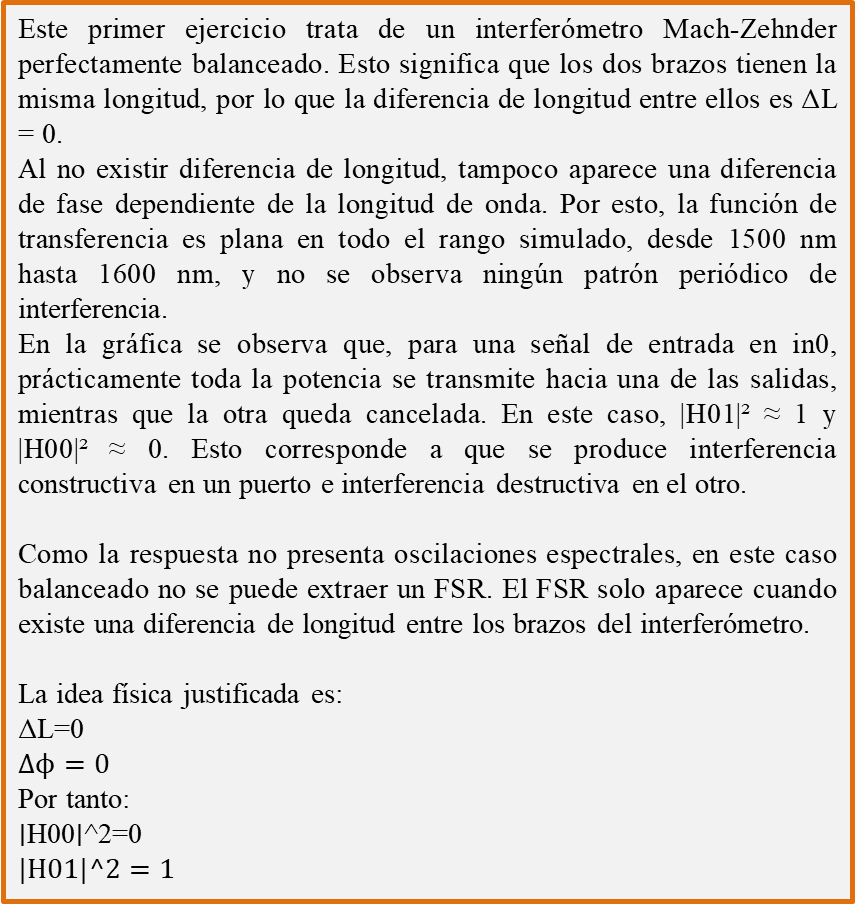 Este primer ejercicio trata de un interferómetro Mach-Zehnder
perfectamente balanceado. Esto significa que los dos brazos tienen la
misma longitud, por lo que la diferencia de longitud entre ellos es ΔL
= 0.
Al no existir diferencia de longitud, tampoco aparece una diferencia
de fase dependiente de la longitud de onda. Por esto, la función de
transferencia es plana en todo el rango simulado, desde 1500 nm
hasta 1600 nm, y no se observa ningún patrón periódico de
interferencia.
En la gráfica se observa que, para una señal de entrada en in0,
prácticamente toda la potencia se transmite hacia una de las salidas,
mientras que la otra queda cancelada. En este caso, |H01|² ≈ 1 y
|H00|² ≈ 0. Esto corresponde a que se produce interferencia
constructiva en un puerto e interferencia destructiva en el otro.
Como la respuesta no presenta oscilaciones espectrales, en este caso
balanceado no se puede extraer un FSR. El FSR solo aparece cuando
existe una diferencia de longitud entre los brazos del interferómetro.
La idea física justificada es:
ΔL=0
Δϕ = 0
Por tanto:
|H00|^2=0
|H01|^2 = 1